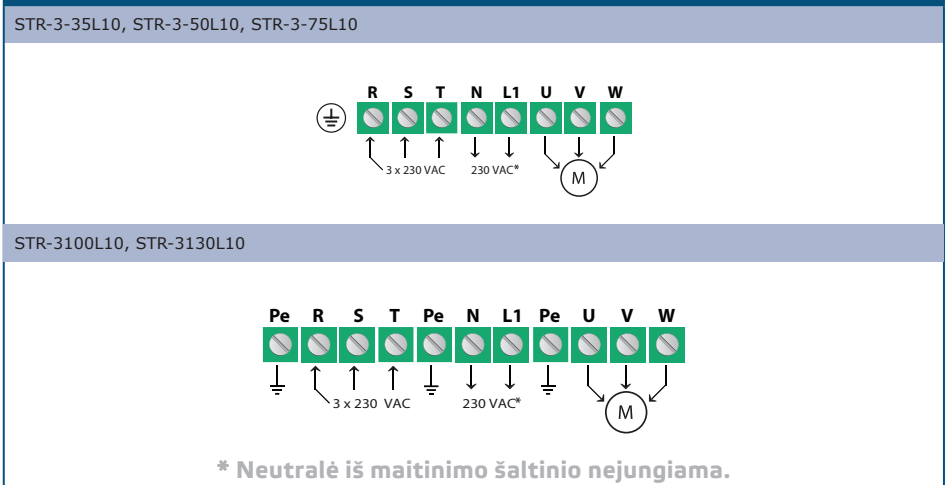 STR-3-35L10, STR-3-50L10, STR-3-75L10
R S T N L1 U V W
3 x 230 VAC 230 VAC*
M
STR-3100L10, STR-3130L10
Pe R S T Pe N L1 Pe U V W
3 x 230 VAC 230 VAC*
M
* Neutralė iš maitinimo šaltinio nejungiama.